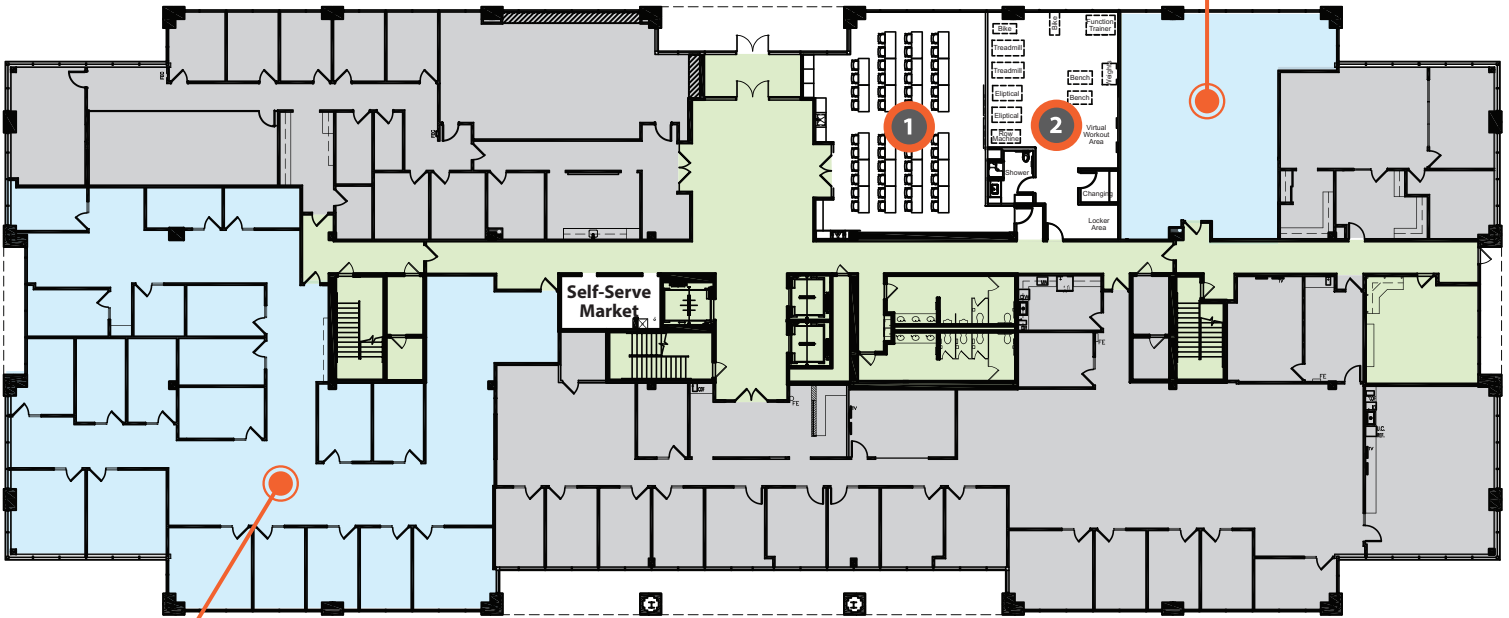 Bike
Bike
Function
Trainer
Treadmill
Treadmill
Bench
Weights
Eliptical
Bench
Eliptical
1
2
Row
Machine
Virtual
Workout
Area
Shower
Changing
Locker
Area
Self-Serve
Market
FE
FE
FE